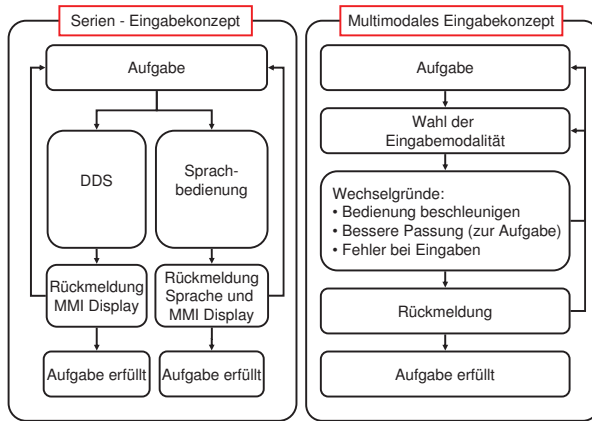 Serien - Eingabekonzept
Aufgabe
DDS
Sprach-
bedienung
Rückmeldung
MMI Display
Rückmeldung
Sprache und
MMI Display
Aufgabe erfüllt
Aufgabe erfüllt
Multimodales Eingabekonzept
Aufgabe
Wahl der
Eingabemodalität
Wechselgründe:
• Bedienung beschleunigen
• Bessere Passung (zur Aufgabe)
• Fehler bei Eingaben
Rückmeldung
Aufgabe erfüllt